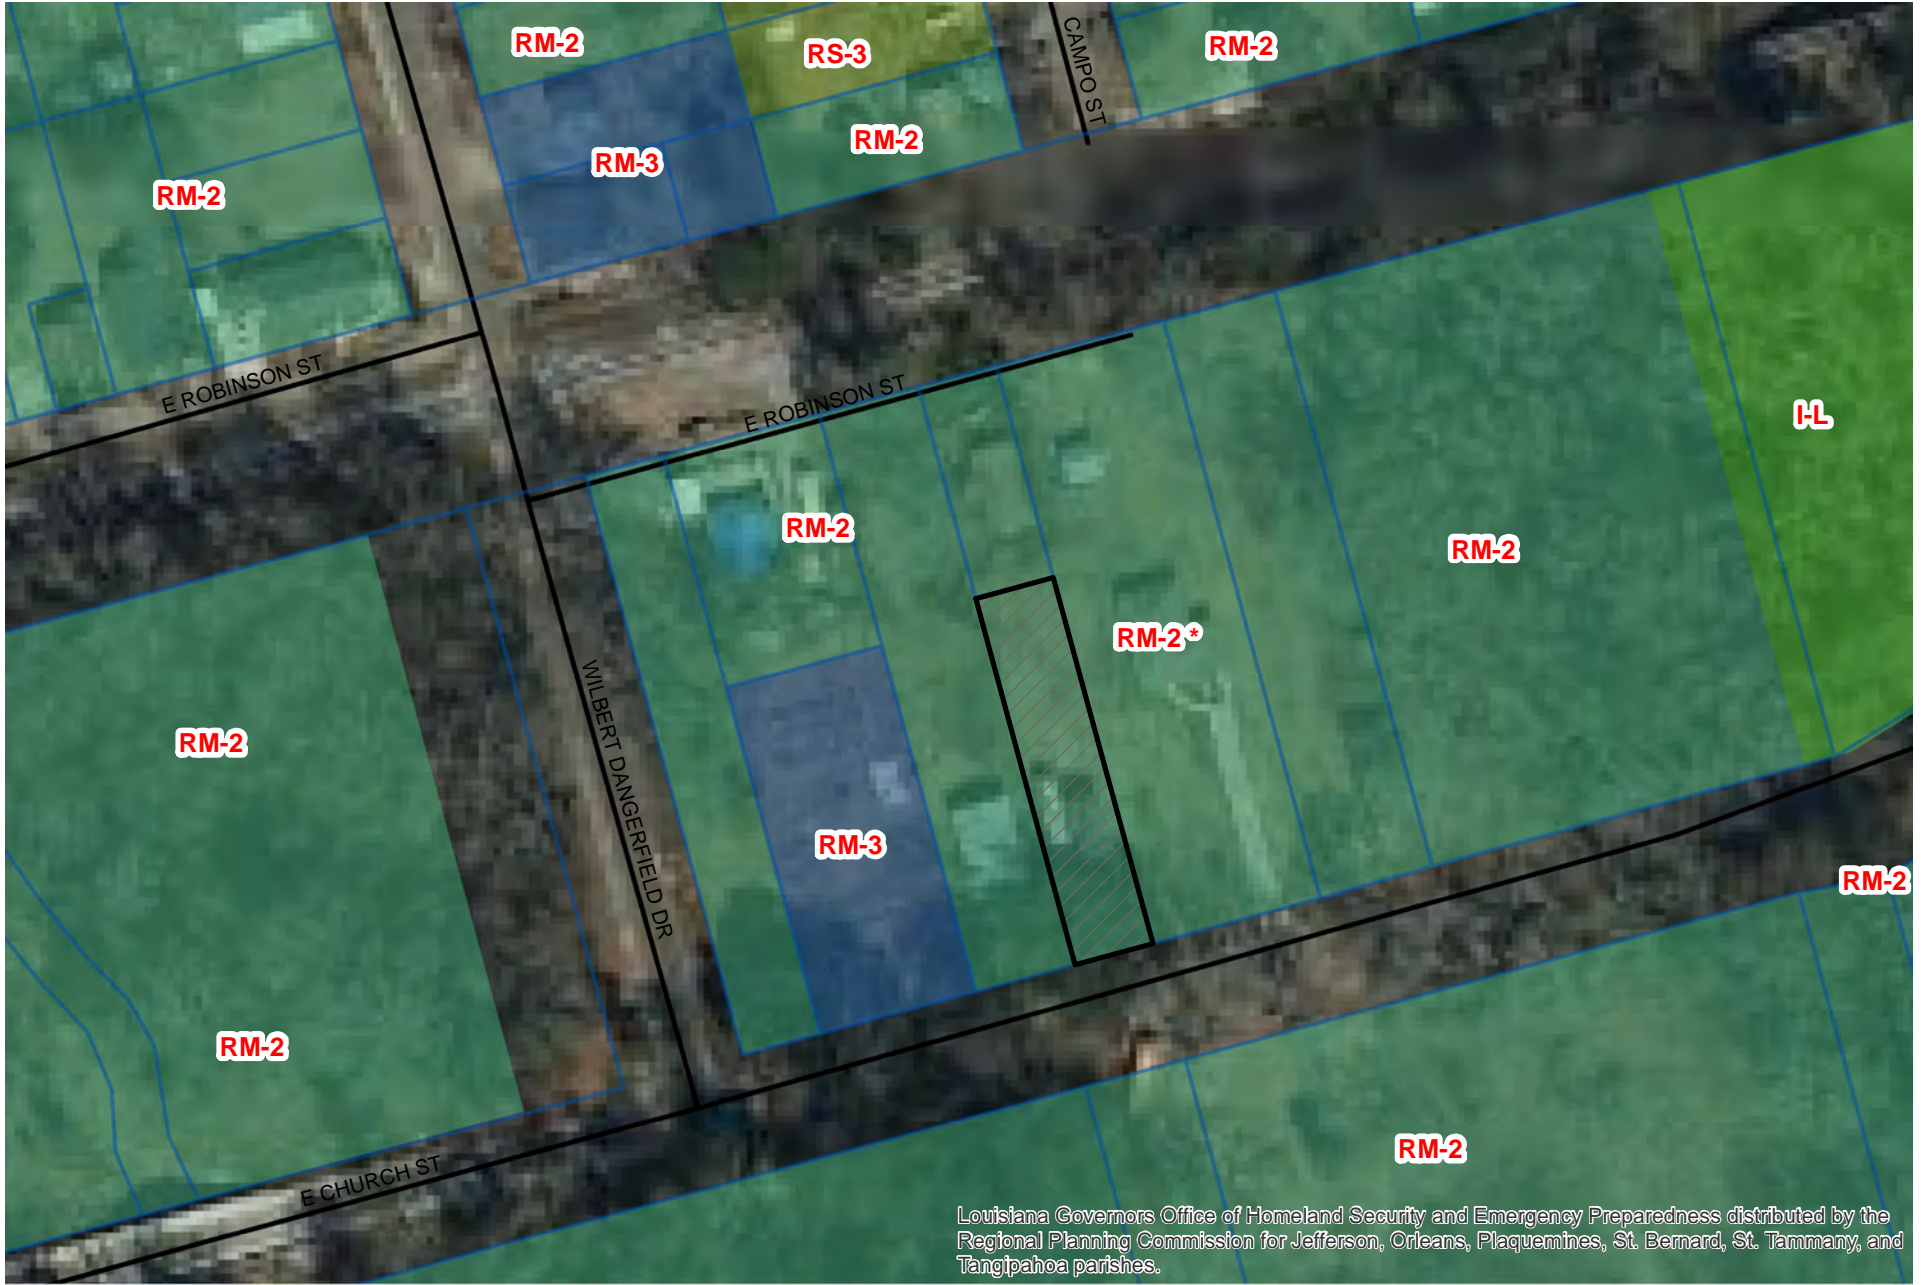 RM-2
RS-3
CAMPO ST
RM-2
RM-3
RM-2
RM-2
E ROBINSON ST
E ROBINSON ST
I-L
RM-2
RM-2
RM-2 *
WILBERT DANGERFIELD DR
RM-2
RM-3
RM-2
RM-2
RM-2
E CHURCH ST
Louisiana Governors Office of Homeland Security and Emergency Preparedness distributed by the
Regional Planning Commission for Jefferson, Orleans, Plaquemines, St. Bernard, St. Tammany, and
Tangipahoa parishes.